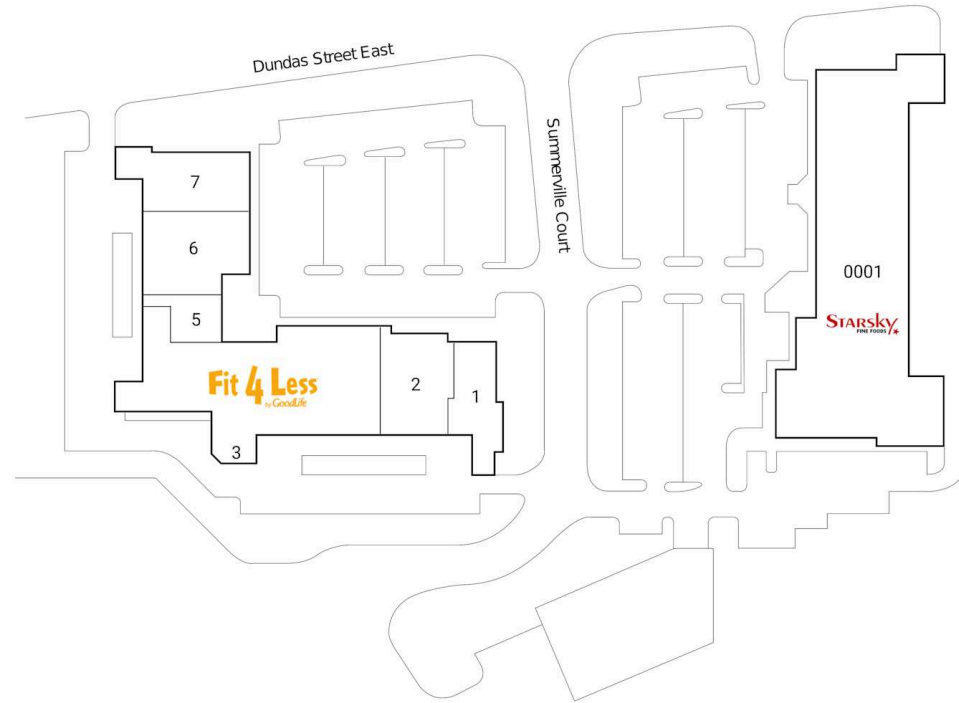 Dundas Street East
Summerville Court
7
6
5
0001
STARSKY
FINE FOODS
Fit 4 Less
by GoodLife
2
1
3